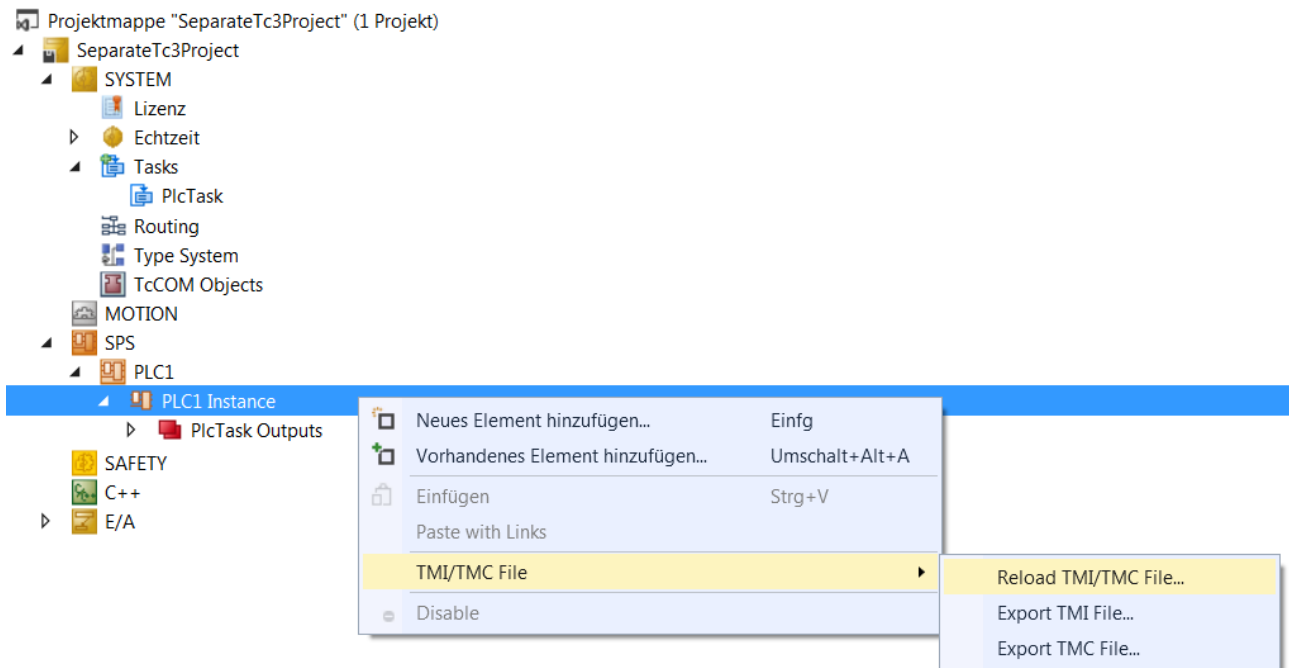 Projektmappe "SeparateTc3Project" (1 Projekt)
SeparateTc3Project
SYSTEM
Lizenz
Echtzeit
Tasks
PlcTask
Routing
Type System
TcCOM Objects
MOTION
SPS
PLC1
PLC1 Instance
PlcTask Outputs
SAFETY
C++
E/A
Neues Element hinzufügen... Einfg
Vorhandenes Element hinzufügen... Umschalt+Alt+A
Einfügen Strg+V
Paste with Links
TMI/TMC File
Disable
Reload TMI/TMC File...
Export TMI File...
Export TMC File...